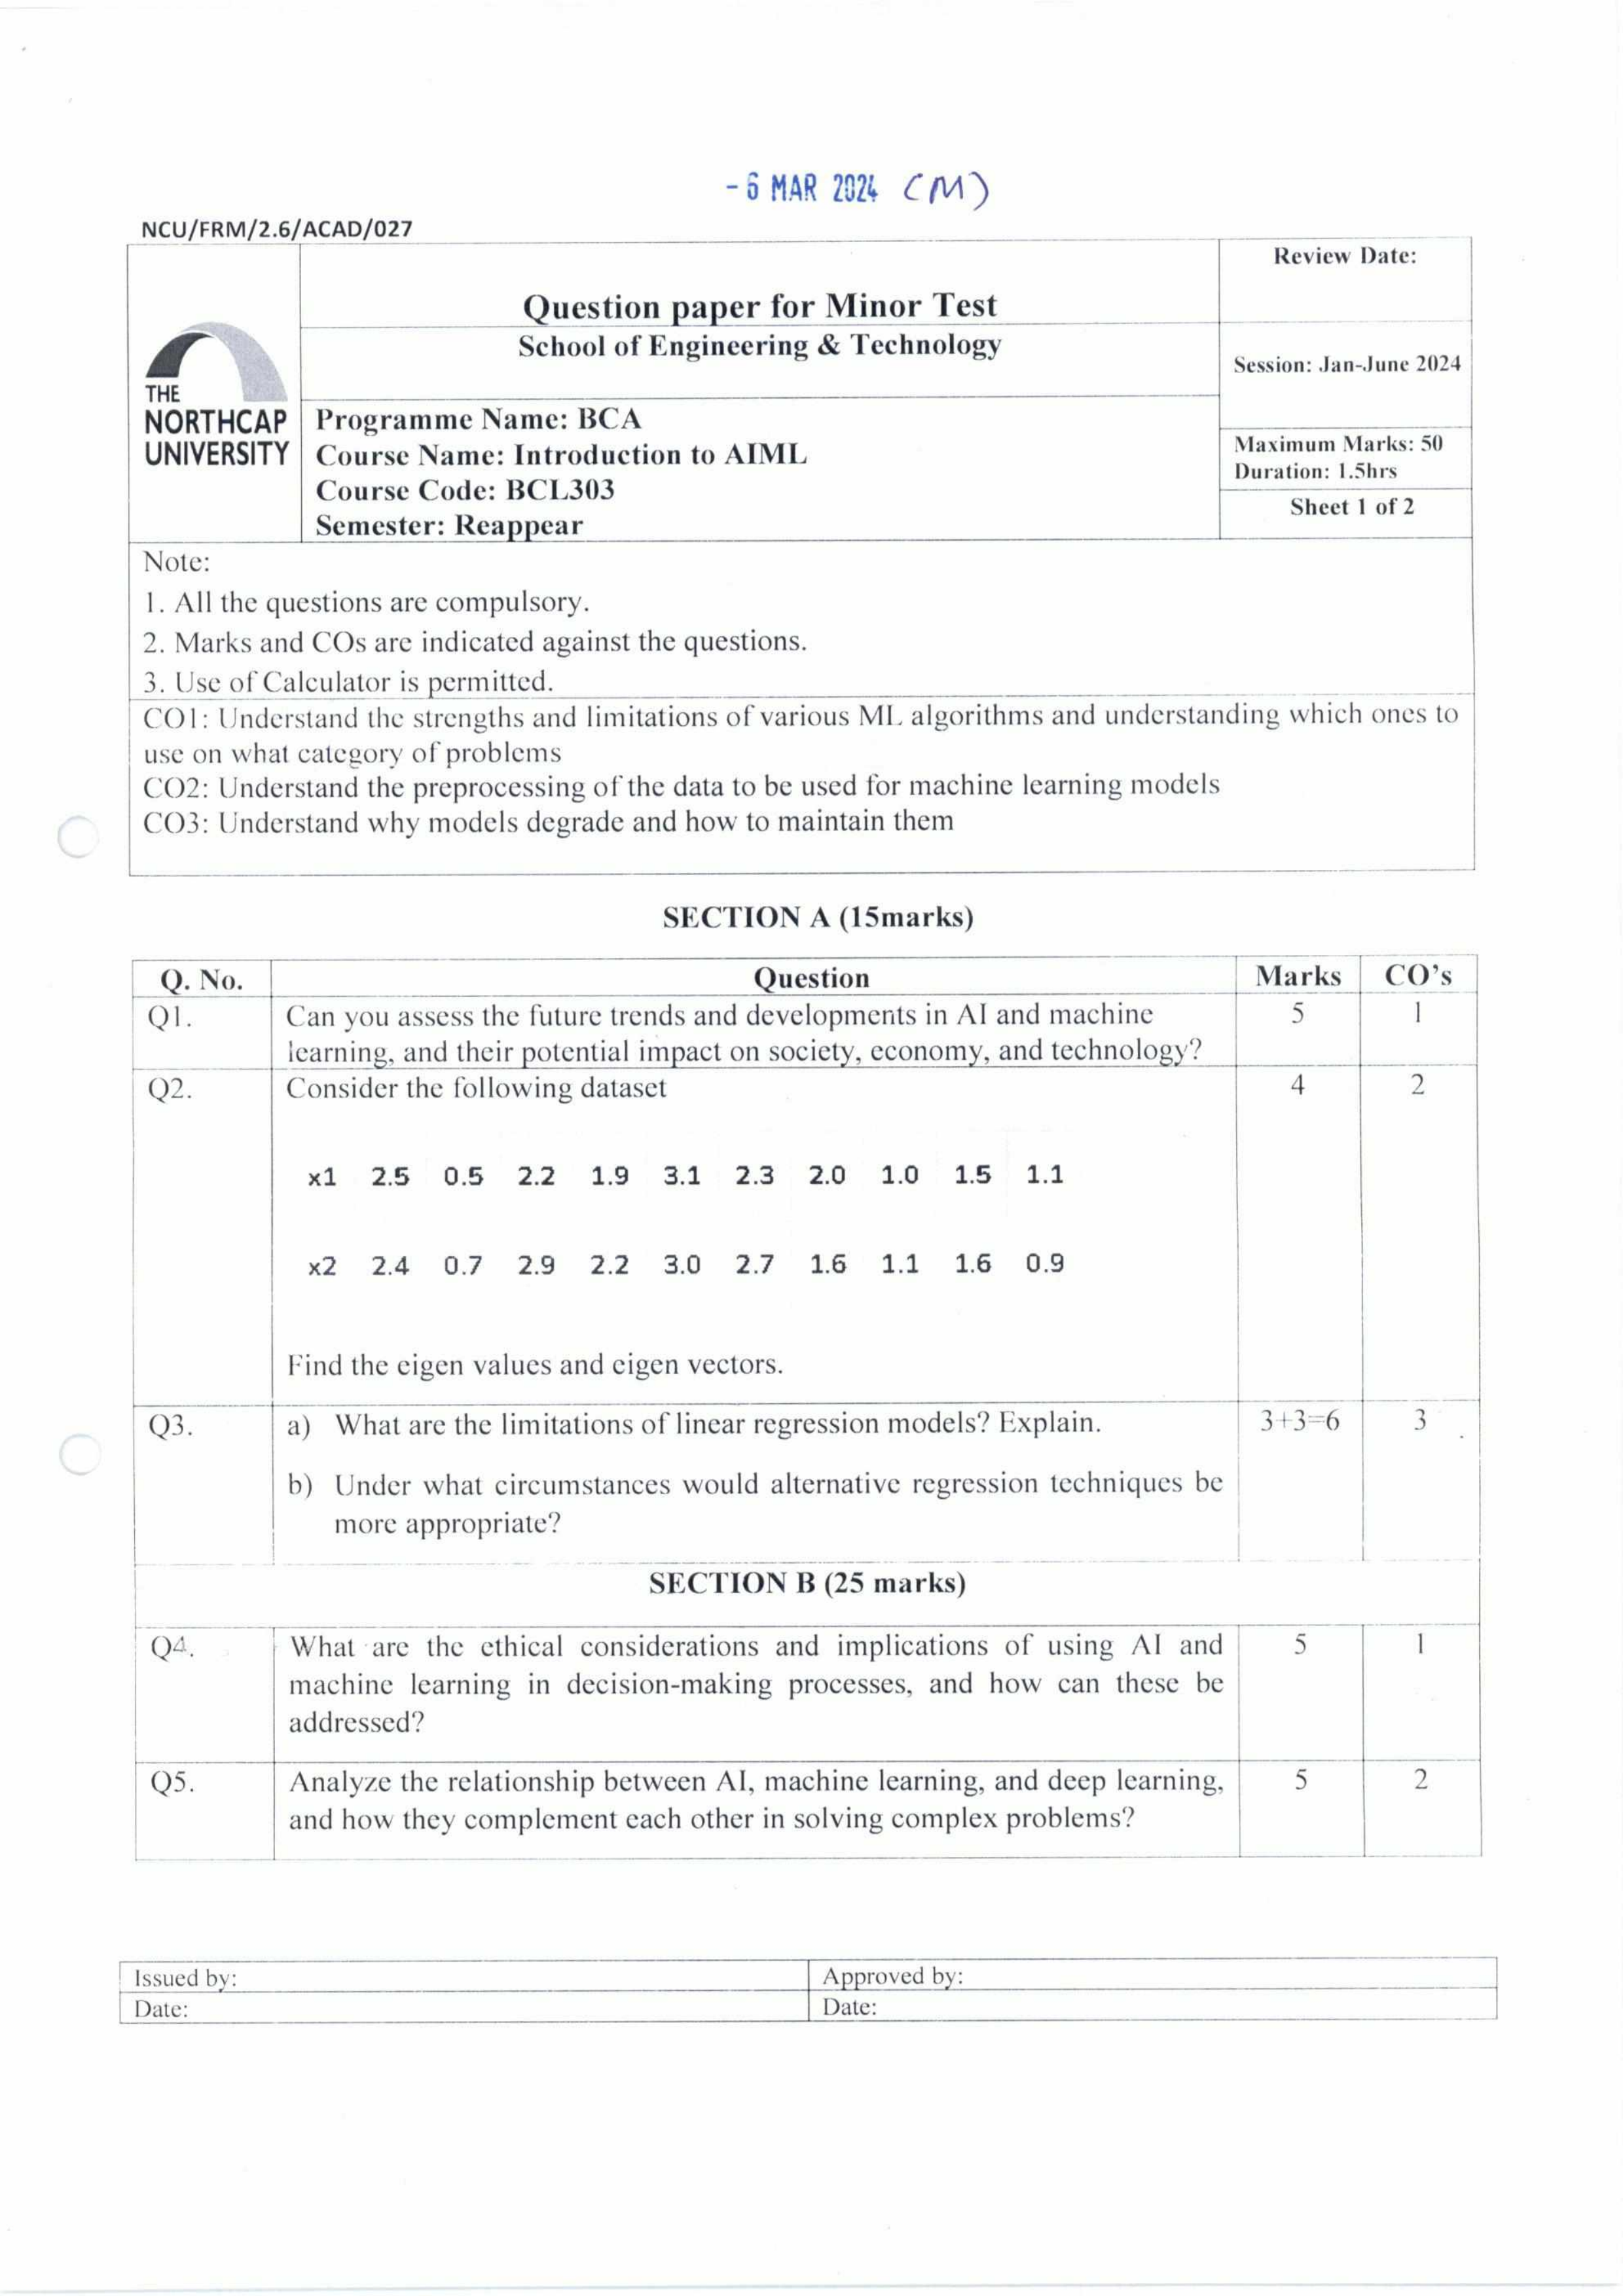 - 6 MAR 2024 (M)
NCU/FRM/2.6/ACAD/027
Review Date:
Question paper for Minor Test
School of Engineering & Technology
Session: Jan-June 2024
THE
NORTHCAP
UNIVERSITY
Programme Name: BCA
Course Name: Introduction to AIML
Course Code: BCL303
Semester: Reappear
Maximum Marks: 50
Duration: 1.5hrs
Sheet 1 of 2
Note:
1. All the questions are compulsory.
2. Marks and COs are indicated against the questions.
3. Use of Calculator is permitted.
CO1: Understand the strengths and limitations of various ML algorithms and understanding which ones to
use on what category of problems
CO2: Understand the preprocessing of the data to be used for machine learning models
CO3: Understand why models degrade and how to maintain them
SECTION A (15marks)
Q. No. Question Marks CO's
Q1. Can you assess the future trends and developments in AI and machine 5 1
learning, and their potential impact on society, economy, and technology?
Q2. Consider the following dataset 4 2
x1 2.5 0.5 2.2 1.9 3.1 2.3 2.0 1.0 1.5 1.1
x2 2.4 0.7 2.9 2.2 3.0 2.7 1.6 1.1 1.6 0.9
Find the eigen values and eigen vectors.
Q3. a) What are the limitations of linear regression models? Explain. 3+3=6 3
b) Under what circumstances would alternative regression techniques be
more appropriate?
SECTION B (25 marks)
Q4. What are the ethical considerations and implications of using AI and 5 1
machine learning in decision-making processes, and how can these be
addressed?
Q5. Analyze the relationship between AI, machine learning, and deep learning, 5 2
and how they complement each other in solving complex problems?
Issued by: Approved by:
Date: Date: